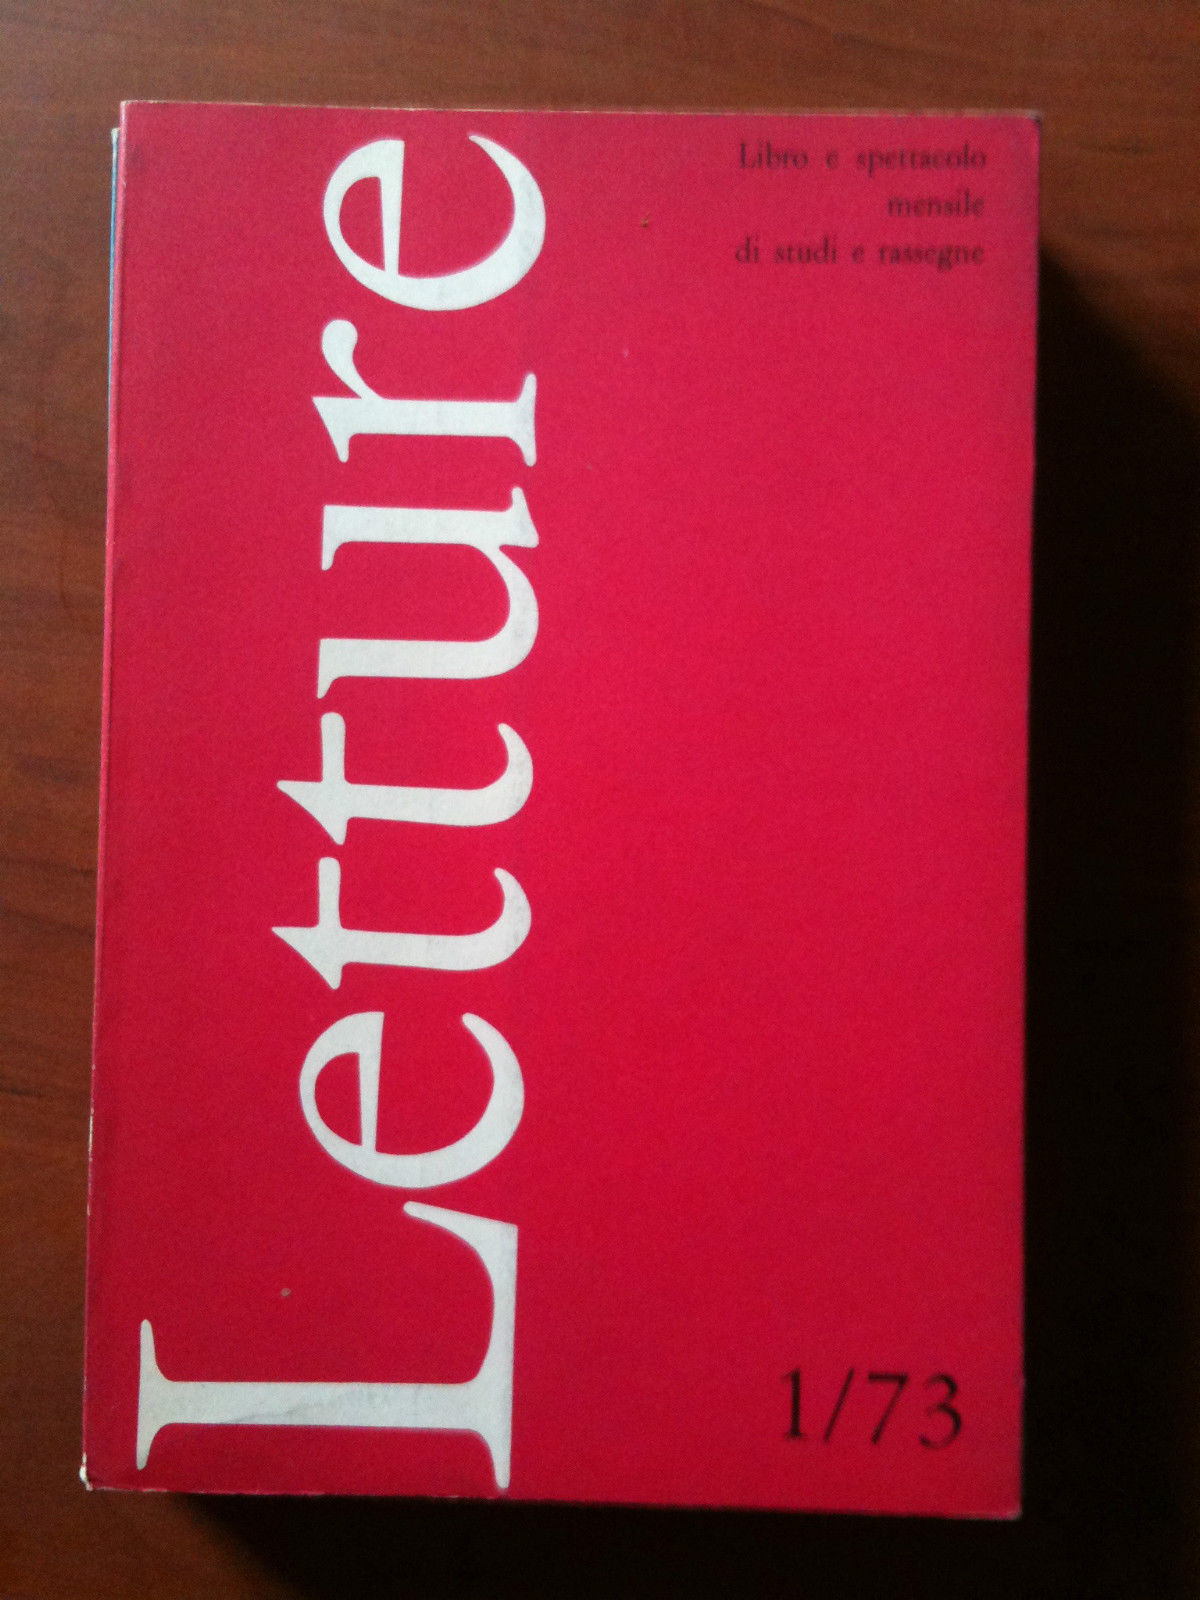 Letture
Libro e spettacolo
mensile
di studi e rassegne
1/73